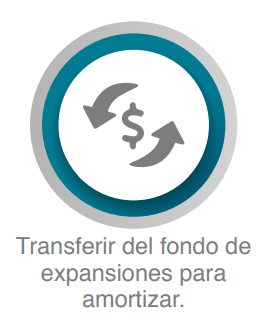 $
Transferir del fondo de
expansiones para
amortizar.